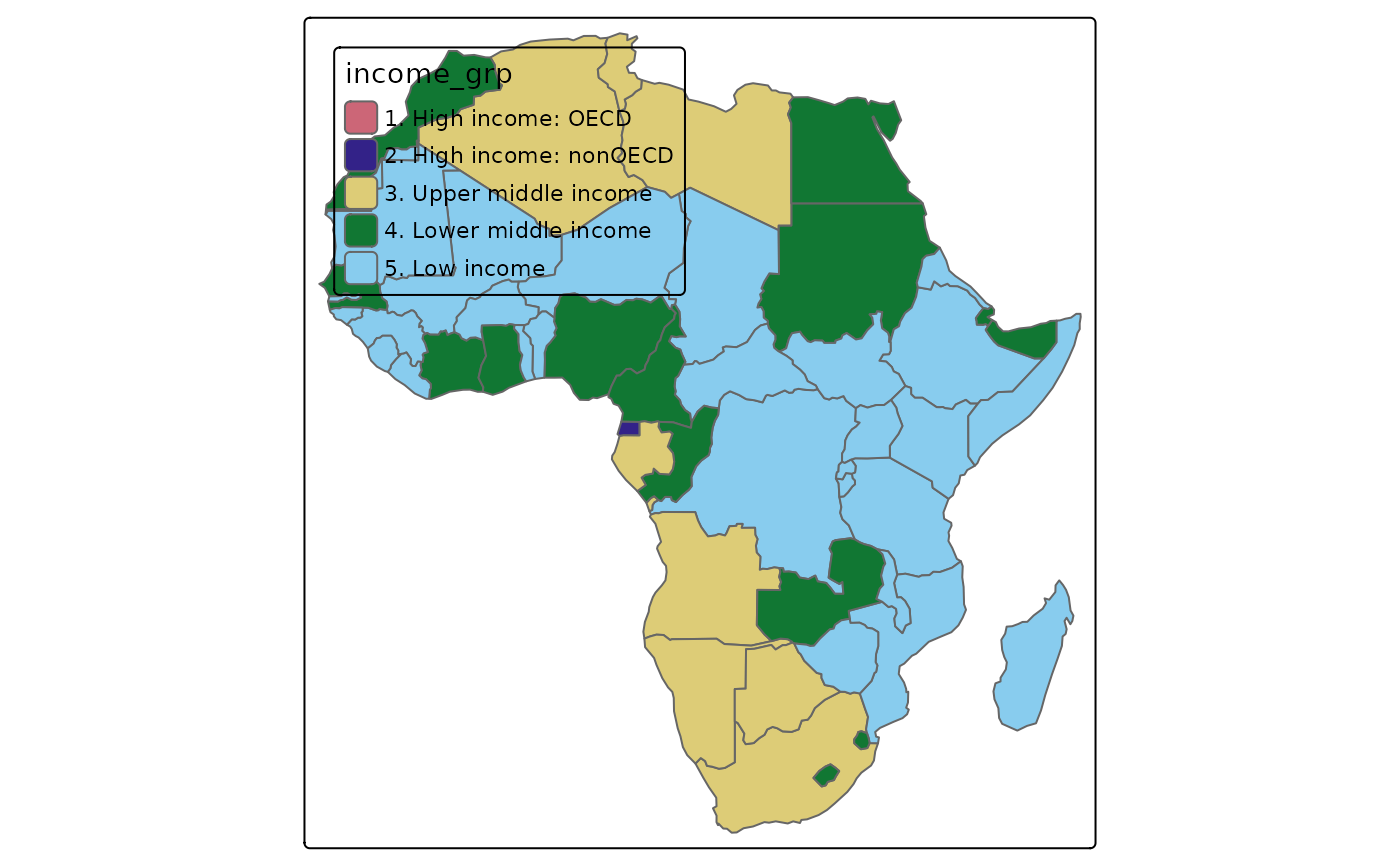 income_grp
1. High income: OECD
2. High income: nonOECD
3. Upper middle income
4. Lower middle income
5. Low income